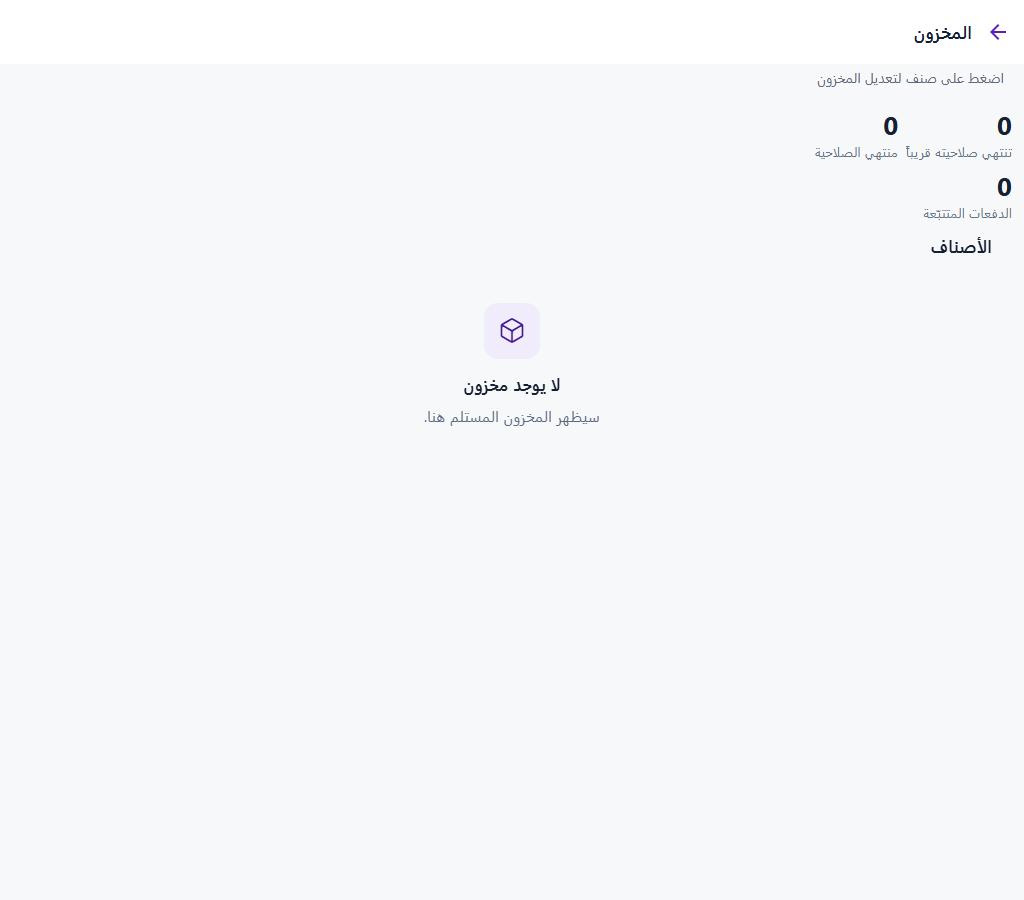 المخزون
اضغط على صنف لتعديل المخزون
0 0
تنتهي صلاحيته قريباً منتهي الصلاحية
0
الدفعات المتتبّعة
الأصناف
لا يوجد مخزون
سيظهر المخزون المستلم هنا.